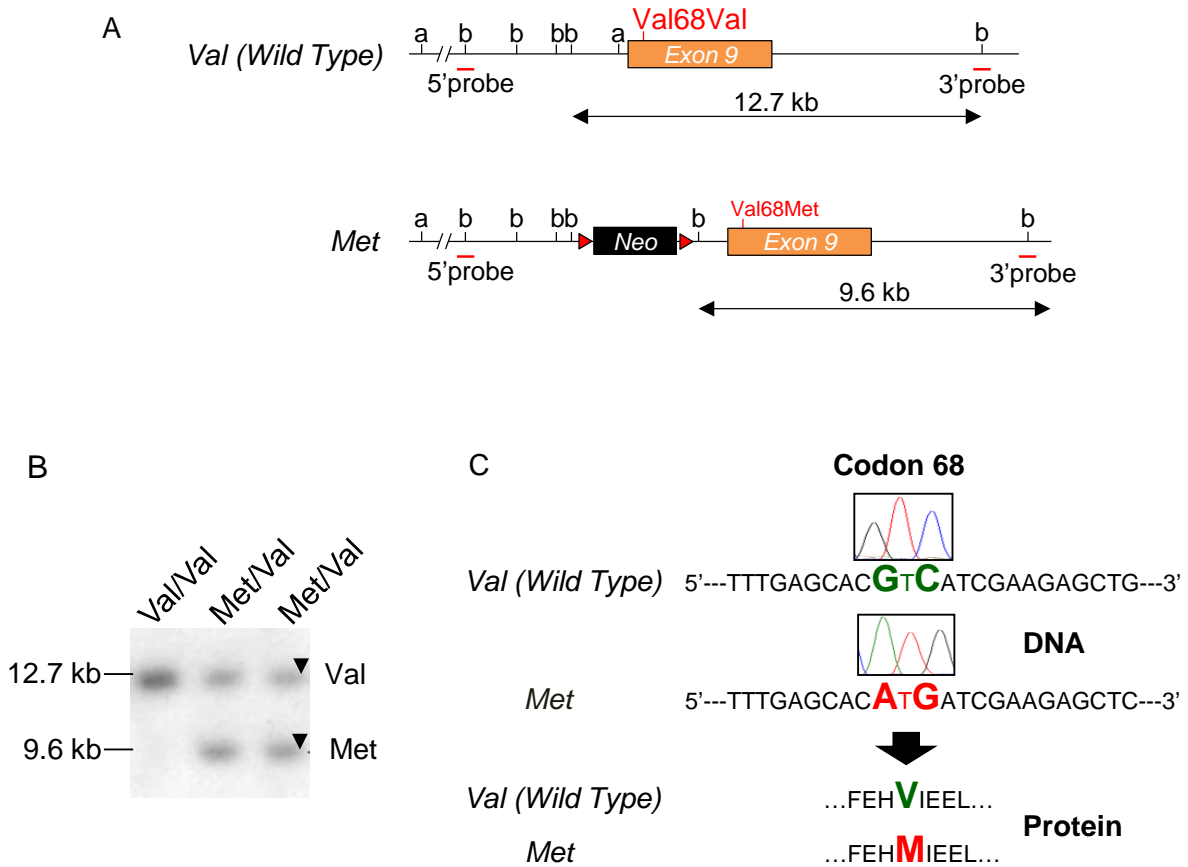 A
Val68Val
a b b bb a b
Val (Wild Type) Exon 9
5’probe 3’probe
12.7 kb
a b b bb b Val68Met b
Met Neo Exon 9
5’probe 3’probe
9.6 kb
B
Val/Val Met/Val Met/Val
12.7 kb Val
9.6 kb Met
C
Codon 68
Val (Wild Type) 5’---TTTGAGCACGTCATCGAAGAGCTG---3’
DNA
Met 5’---TTTGAGCACATGATCGAAGAGCTC---3’
Val (Wild Type) ...FEHVIEEL...
Protein
Met ...FEHMIEEL...